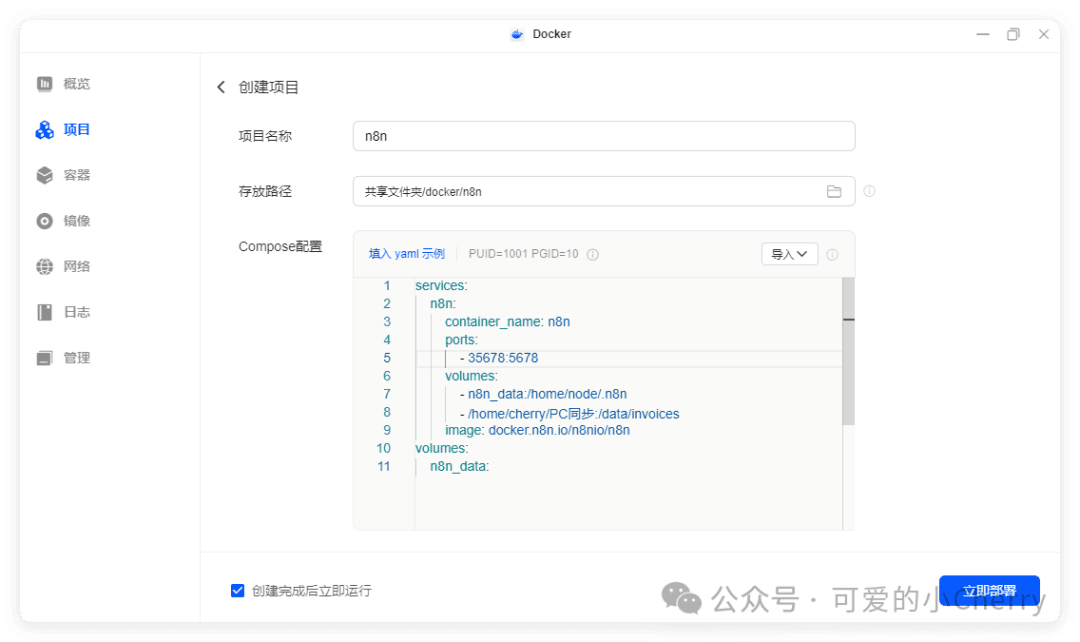 Docker
概览
项目
容器
镜像
网络
日志
管理
创建项目
项目名称
n8n
存放路径
共享文件夹/docker/n8n
Compose配置
填入 yaml 示例
PUID=1001 PGID=10
导入
1 services:
2 n8n:
3 container_name: n8n
4 ports:
5 - 35678:5678
6 volumes:
7 - n8n_data:/home/node/.n8n
8 - /home/cherry/PC同步:/data/invoices
9 image: docker.n8n.io/n8nio/n8n
10 volumes:
11 n8n_data:
创建完成后立即运行
立即部署
公众号 · 可爱的小Cherry